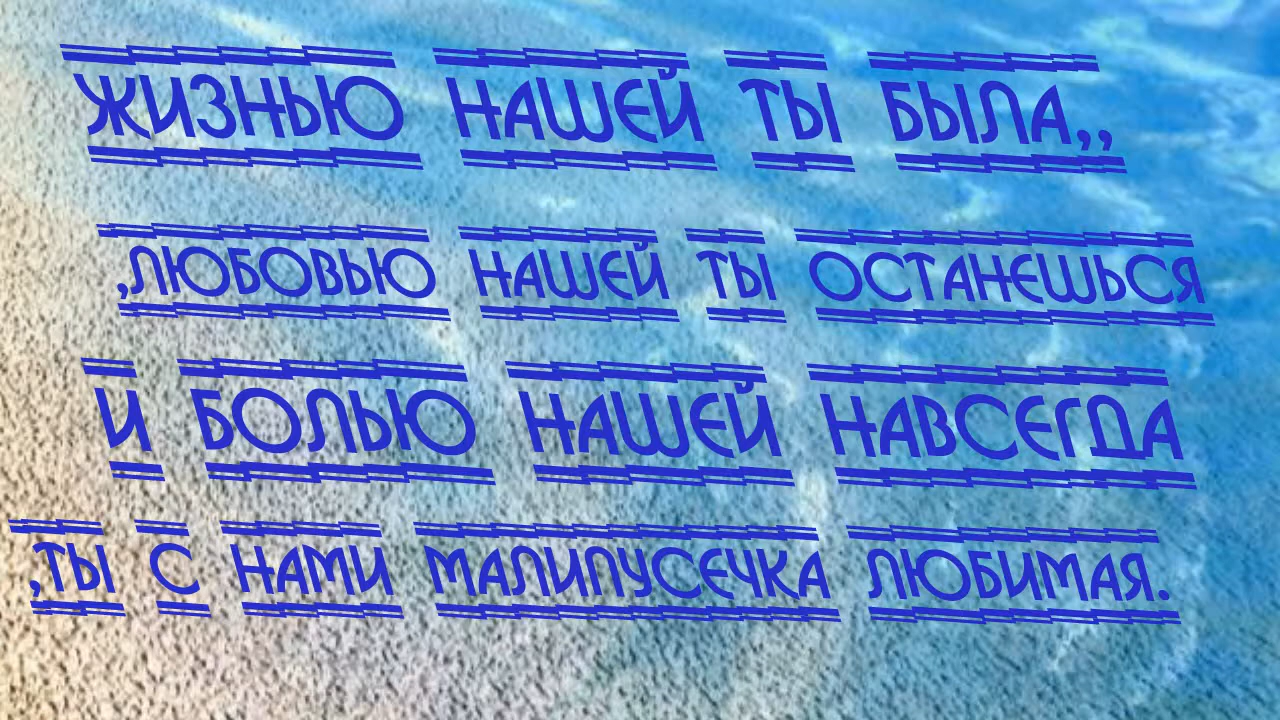 ЖИЗНЬЮ НАШЕЙ ТЫ БЫЛА,,
,ЛЮБОВЬЮ НАШЕЙ ТЫ ОСТАНЕШЬСЯ
И БОЛЬЮ НАШЕЙ НАВСЕГДА
,ТЫ С НАМИ МАЛИПУСЕЧКА ЛЮБИМАЯ.